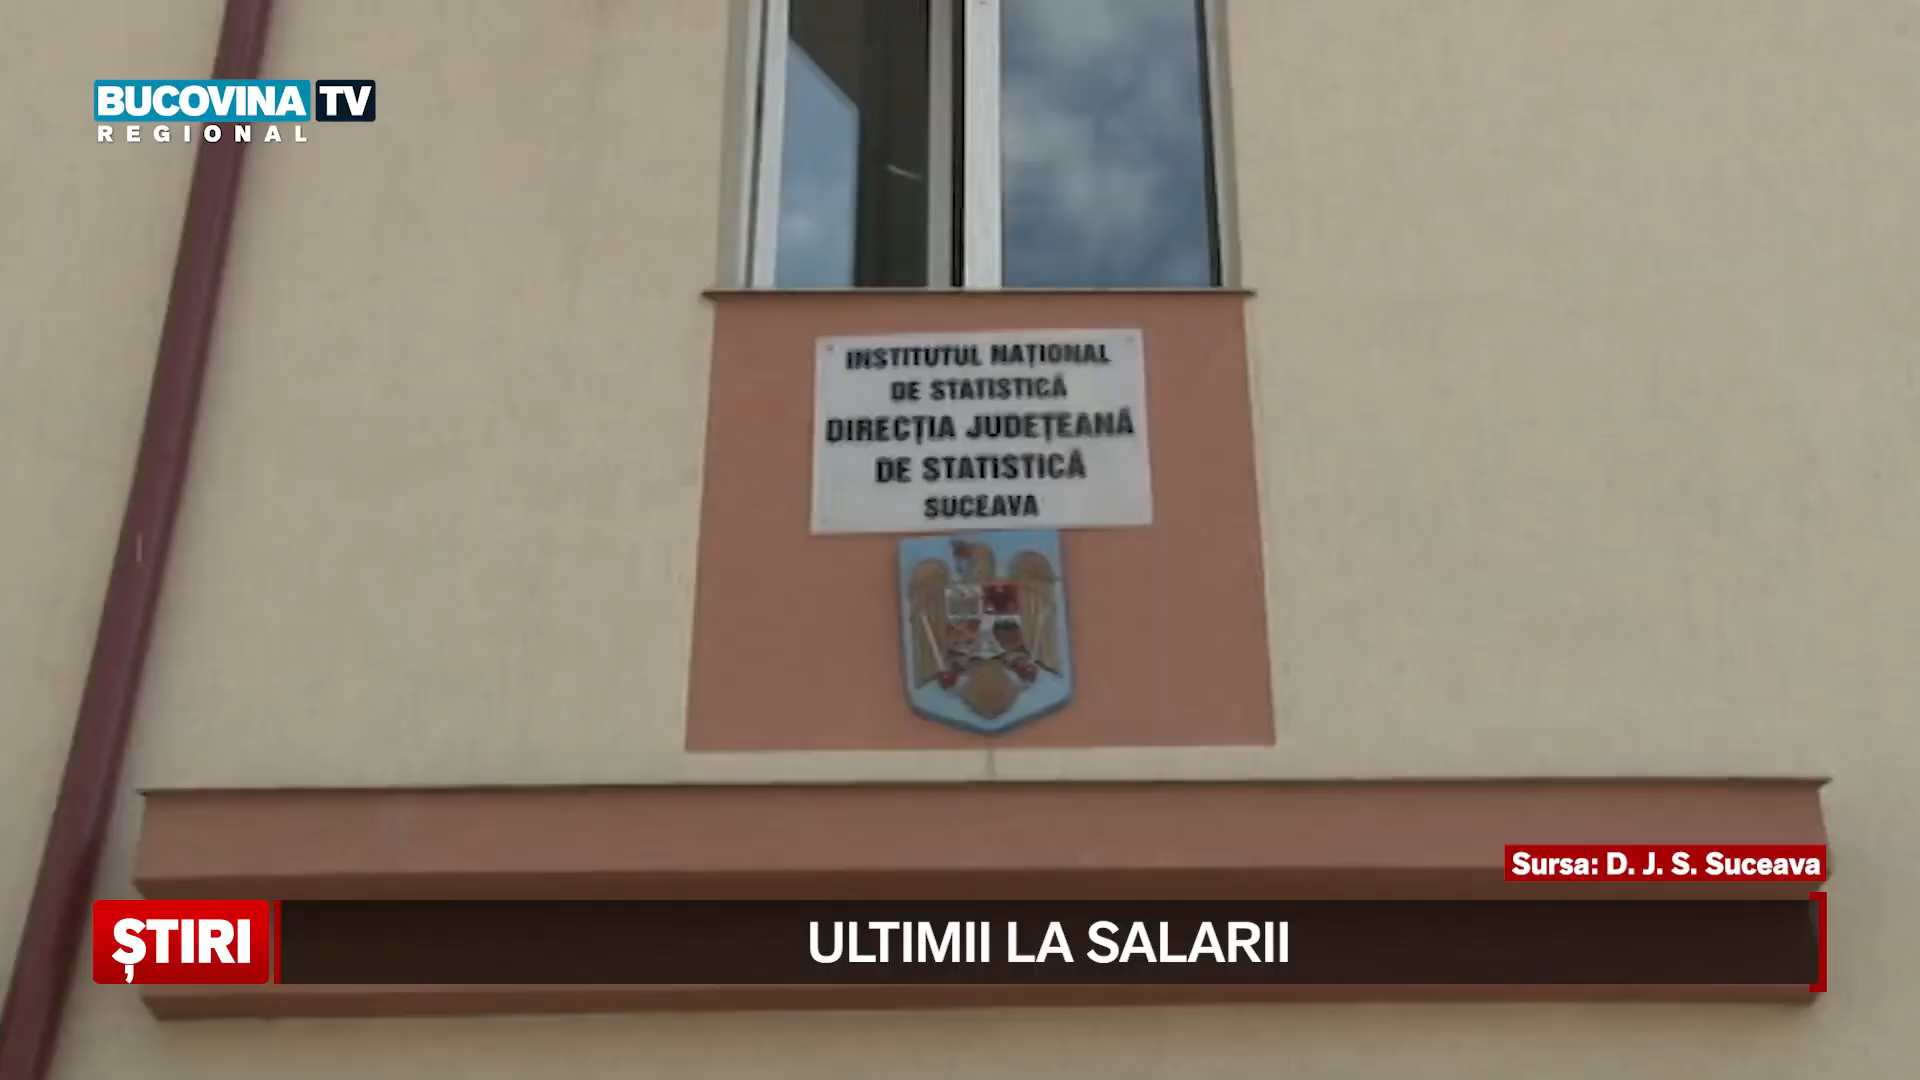 BUCOVINA TV
REGIONAL
INSTITUTUL NAȚIONAL
DE STATISTICĂ
DIRECȚIA JUDEȚEANĂ
DE STATISTICĂ
SUCEAVA
Sursa: D. J. S. Suceava
ȘTIRI
ULTIMII LA SALARII